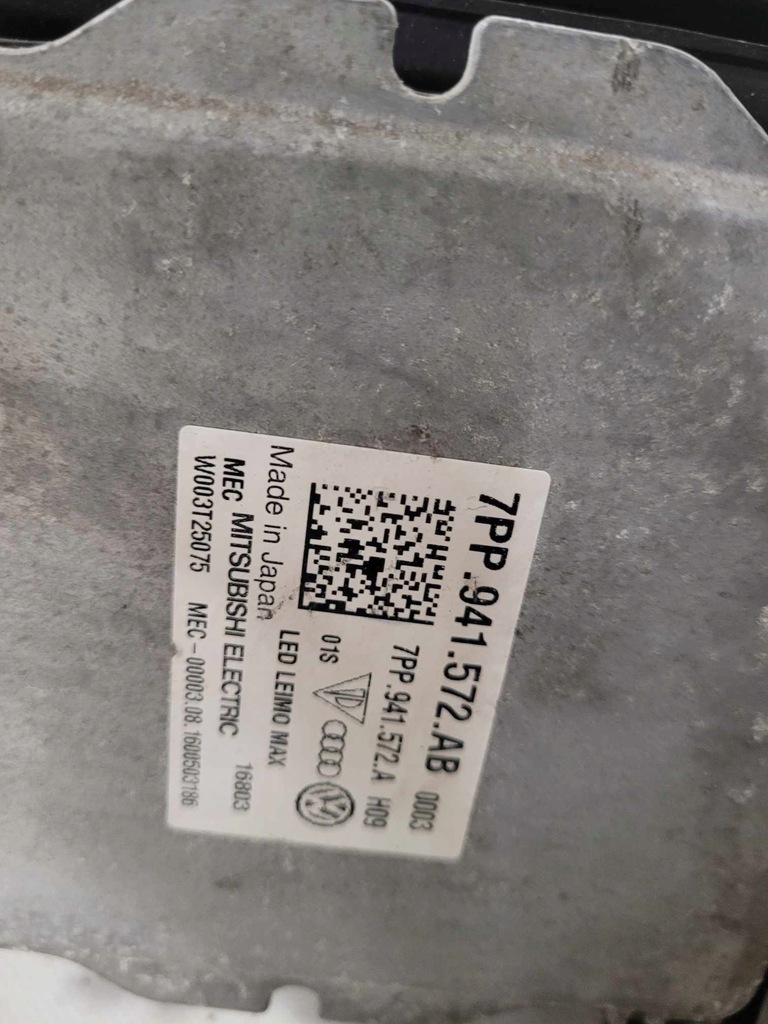 7PP.941.572.AB 0003
7PP.941.572.A H09
01S
LED LEIMO MAX
Made in Japan
MEC MITSUBISHI ELECTRIC 16803
W003T25075 MEC-00003.08.1600503186